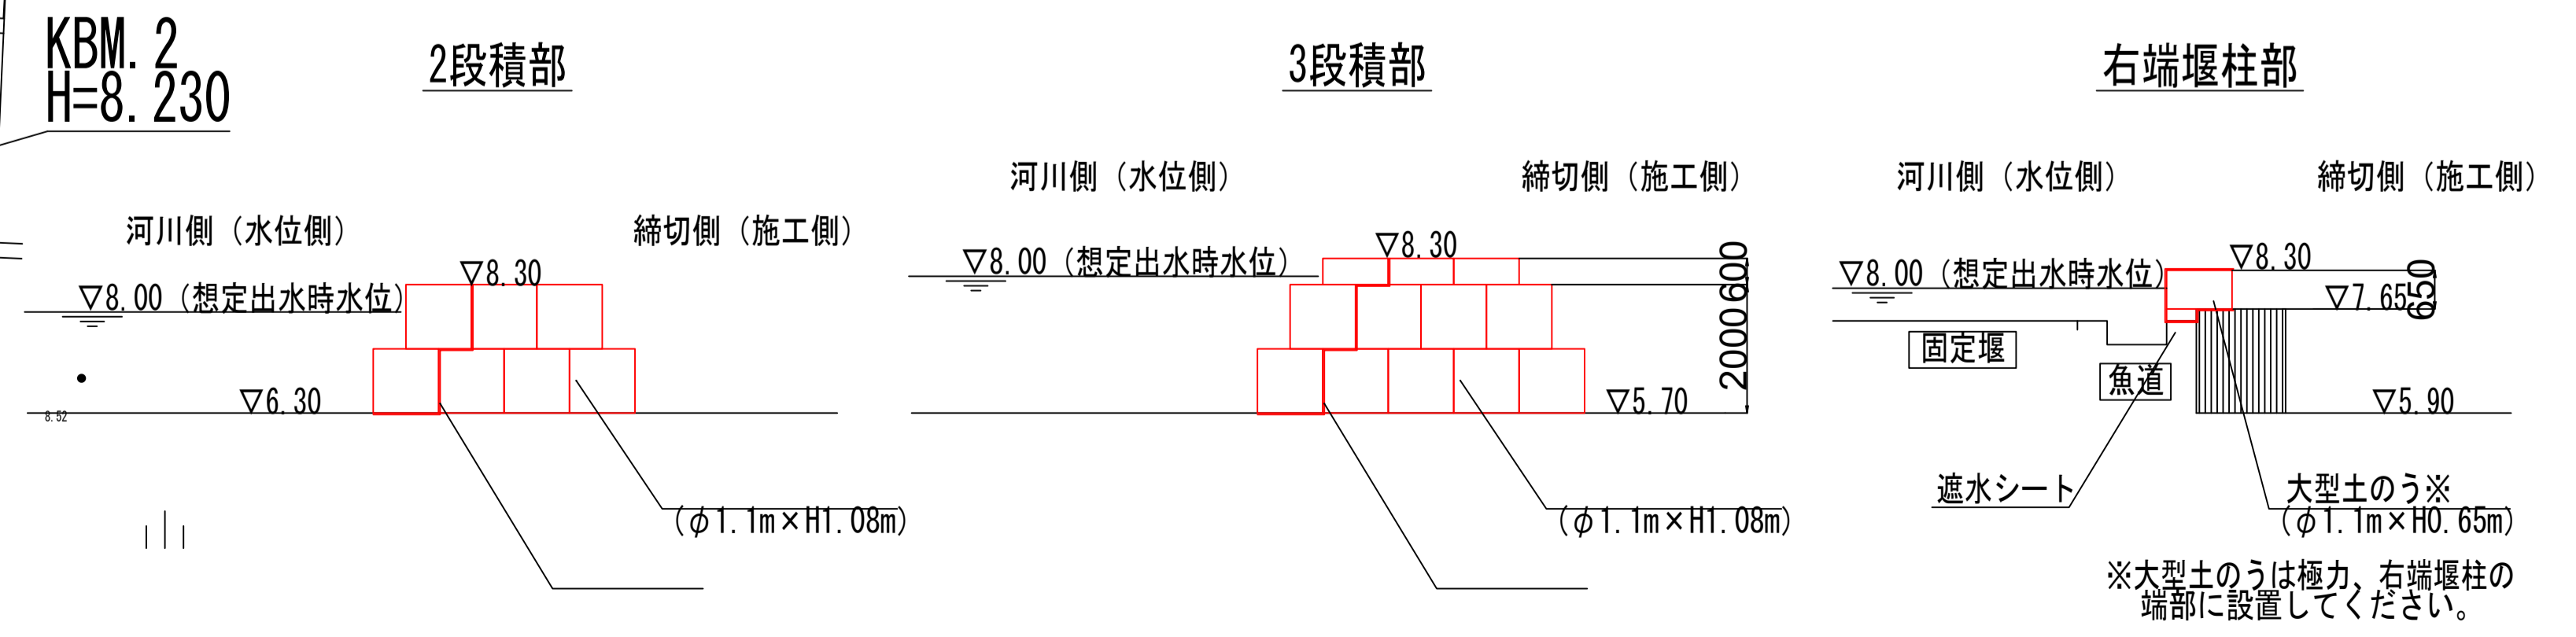 KBM. 2
H=8. 230
2段積部
河川側（水位側）
締切側（施工側）
▽8. 00（想定出水時水位）
▽8. 30
▽6. 30
8. 52
（φ1. 1m×H1. 08m）
3段積部
河川側（水位側）
締切側（施工側）
▽8. 00（想定出水時水位）
▽8. 30
600
2000
▽5. 70
（φ1. 1m×H1. 08m）
右端堰柱部
河川側（水位側）
締切側（施工側）
▽8. 00（想定出水時水位）
▽8. 30
▽7. 65
650
固定堰
魚道
▽5. 90
遮水シート
大型土のう※
（φ1. 1m×H0. 65m）
※大型土のうは極力、右端堰柱の
端部に設置してください。